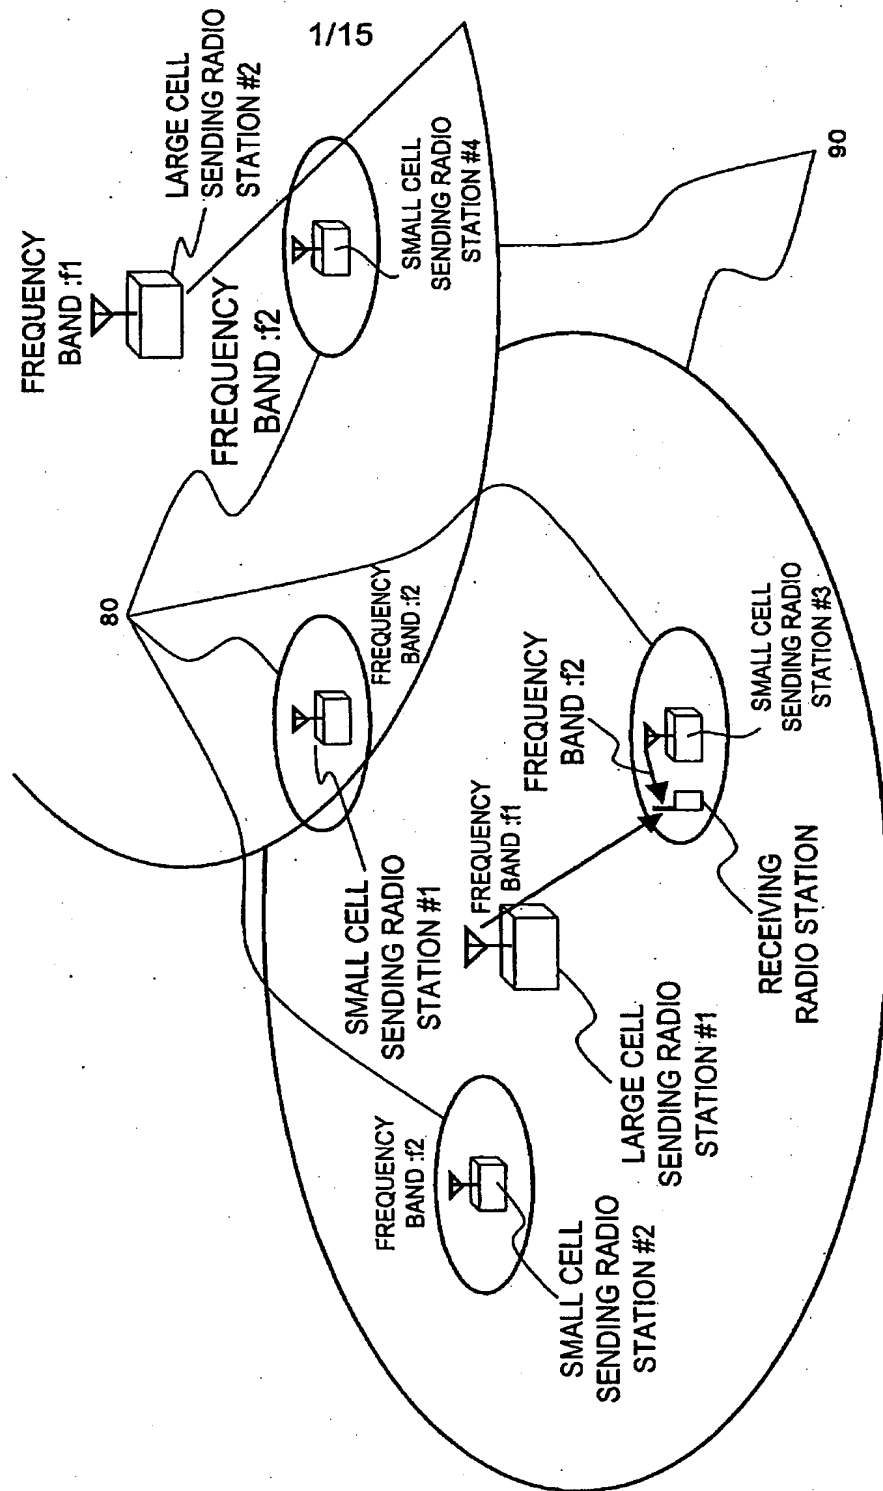 1/15
FREQUENCY
BAND :f1
LARGE CELL
SENDING RADIO
STATION #2
FREQUENCY
BAND :f2
SMALL CELL
SENDING RADIO
STATION #4
90
80
FREQUENCY
BAND :f2
SMALL CELL
SENDING RADIO
STATION #1
FREQUENCY
BAND :f1
FREQUENCY
BAND :f2
SMALL CELL
SENDING RADIO
STATION #3
RECEIVING
RADIO STATION
LARGE CELL
SENDING RADIO
STATION #1
FREQUENCY
BAND :f2
SMALL CELL
SENDING RADIO
STATION #2